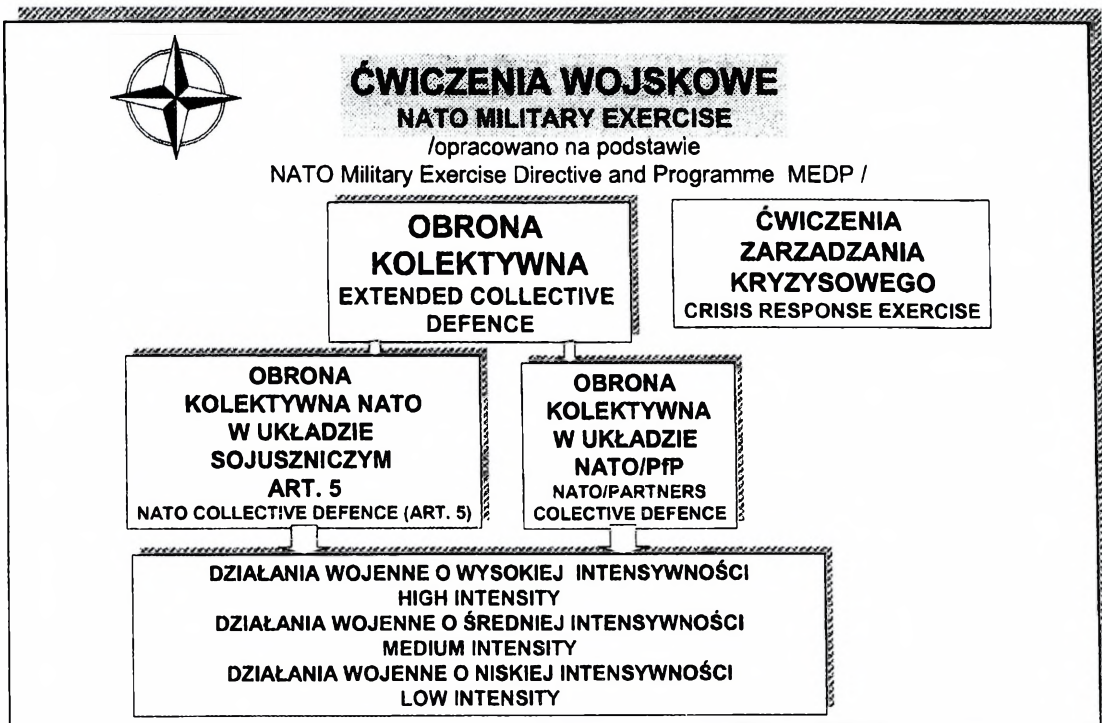 ĆWICZENIA WOJSKOWE
NATO MILITARY EXERCISE
/opracowano na podstawie
NATO Military Exercise Directive and Programme MEDP /
OBRONA
KOLEKTYWNA
EXTENDED COLLECTIVE
DEFENCE
ĆWICZENIA
ZARZADZANIA
KRYZYSOWEGO
CRISIS RESPONSE EXERCISE
OBRONA
KOLEKTYWNA NATO
W UKŁADZIE
SOJUSZNICZYM
ART. 5
NATO COLLECTIVE DEFENCE (ART. 5)
OBRONA
KOLEKTYWNA
W UKŁADZIE
NATO/PfP
NATO/PARTNERS
COLECTIVE DEFENCE
DZIAŁANIA WOJENNE O WYSOKIEJ INTENSYWNOŚCI
HIGH INTENSITY
DZIAŁANIA WOJENNE O ŚREDNIEJ INTENSYWNOŚCI
MEDIUM INTENSITY
DZIAŁANIA WOJENNE O NISKIEJ INTENSYWNOŚCI
LOW INTENSITY